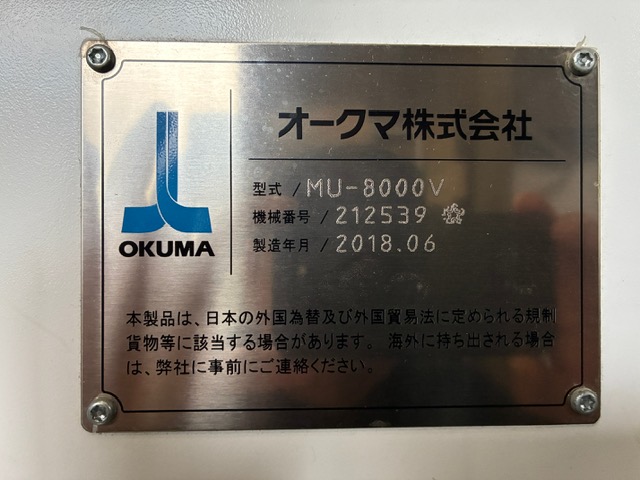 オークマ株式会社
OKUMA
型式 / MU-8000V
機械番号 / 212539
製造年月 / 2018.06
本製品は、日本の外国為替及び外国貿易法に定められる規制
貨物等に該当する場合があります。 海外に持ち出される場合
は、弊社に事前にご連絡ください。